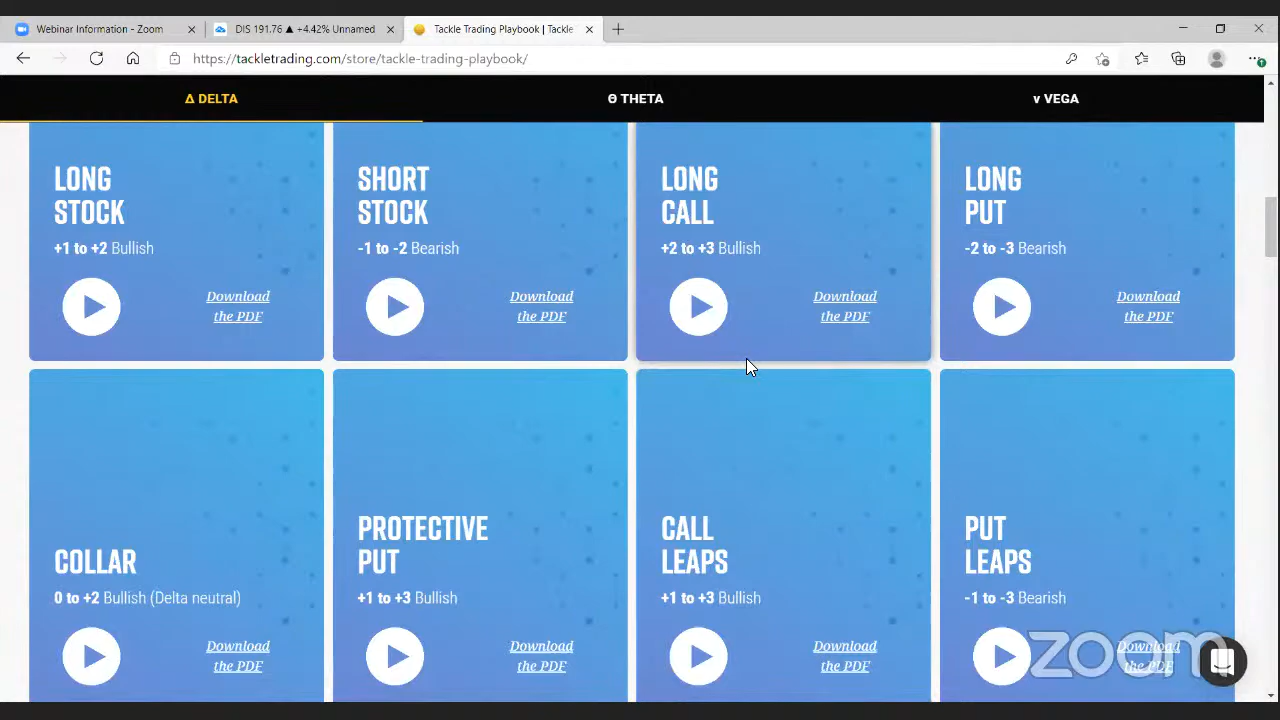 Webinar Information - Zoom
DIS 191.76 ▲ +4.42% Unnamed
Tackle Trading Playbook | Tackle
https://tackletrading.com/store/tackle-trading-playbook/
Δ DELTA
Θ THETA
ν VEGA
LONG
STOCK
+1 to +2 Bullish
Download
the PDF
SHORT
STOCK
-1 to -2 Bearish
Download
the PDF
LONG
CALL
+2 to +3 Bullish
Download
the PDF
LONG
PUT
-2 to -3 Bearish
Download
the PDF
COLLAR
0 to +2 Bullish (Delta neutral)
Download
the PDF
PROTECTIVE
PUT
+1 to +3 Bullish
Download
the PDF
CALL
LEAPS
+1 to +3 Bullish
Download
the PDF
PUT
LEAPS
-1 to -3 Bearish
Download
the PDF
zoom